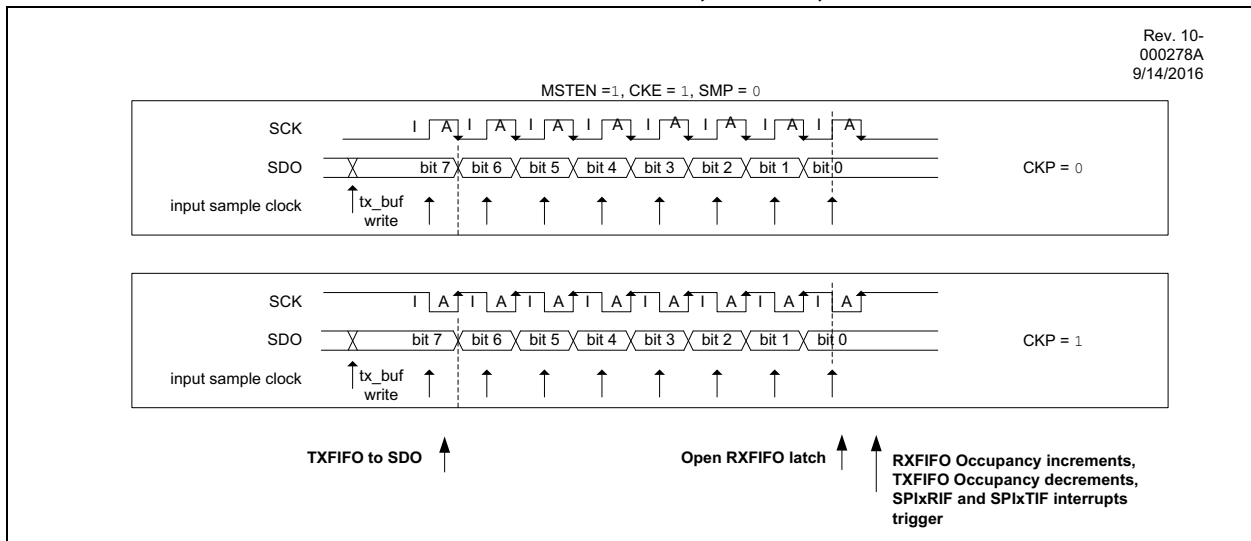 Rev. 10-
000278A
9/14/2016
MSTEN =1, CKE = 1, SMP = 0
SCK I A I A I A I A I A I A I A I A
SDO bit 7 bit 6 bit 5 bit 4 bit 3 bit 2 bit 1 bit 0 CKP = 0
input sample clock tx_buf
write
SCK I A I A I A I A I A I A I A I A
SDO bit 7 bit 6 bit 5 bit 4 bit 3 bit 2 bit 1 bit 0 CKP = 1
input sample clock tx_buf
write
TXFIFO to SDO Open RXFIFO latch RXFIFO Occupancy increments,
TXFIFO Occupancy decrements,
SPIxRIF and SPIxTIF interrupts
trigger